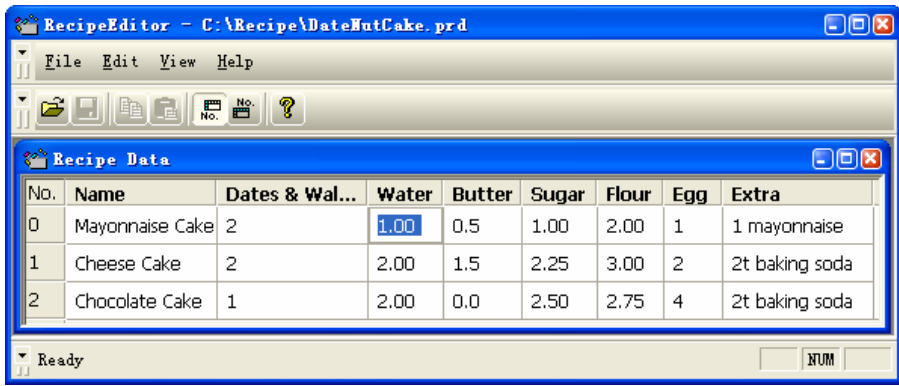 RecipeEditor - C:\Recipe\DateNutCake.prd
File Edit View Help
No. No. ?
Recipe Data
No. Name Dates & Wal... Water Butter Sugar Flour Egg Extra
0 Mayonnaise Cake 2 1.00 0.5 1.00 2.00 1 1 mayonnaise
1 Cheese Cake 2 2.00 1.5 2.25 3.00 2 2t baking soda
2 Chocolate Cake 1 2.00 0.0 2.50 2.75 4 2t baking soda
Ready NUM